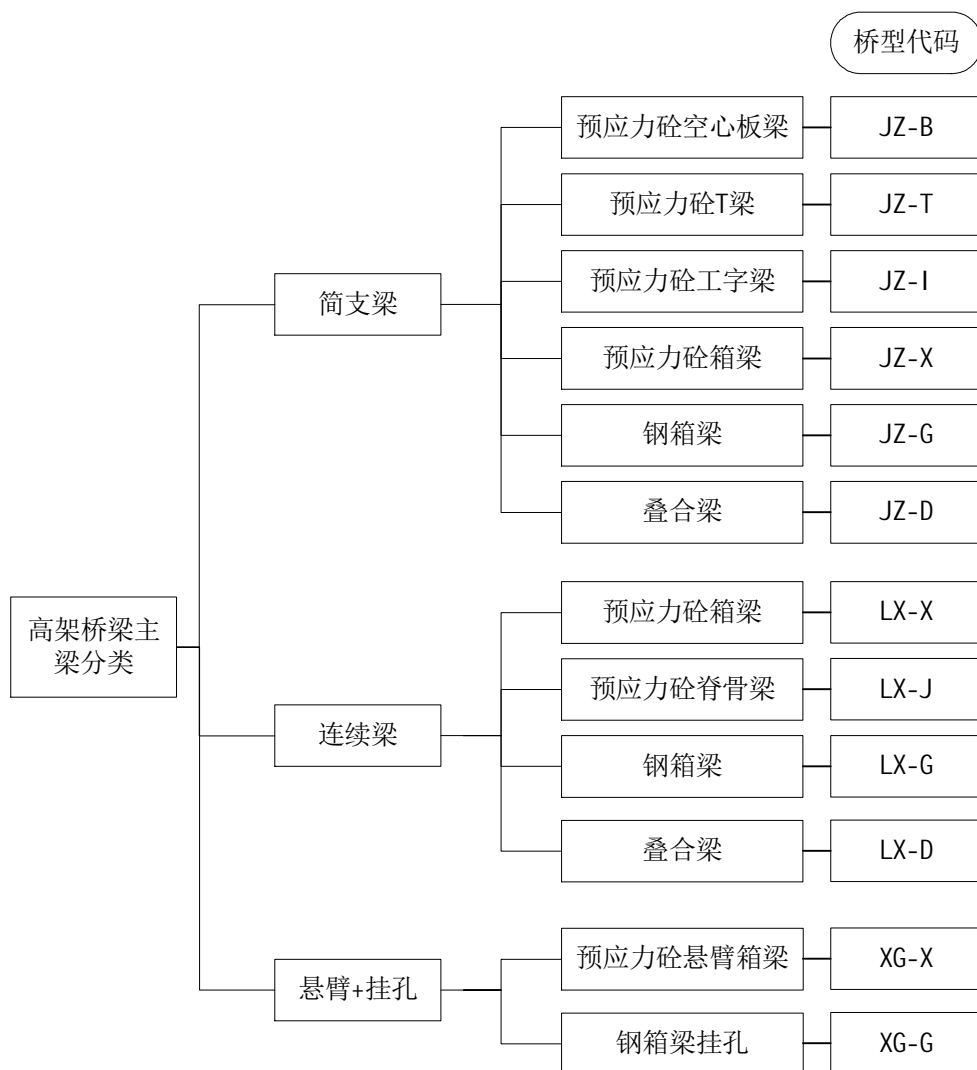 桥型代码
预应力砼空心板梁
JZ-B
预应力砼T梁
JZ-T
简支梁
预应力砼工字梁
JZ-I
预应力砼箱梁
JZ-X
钢箱梁
JZ-G
叠合梁
JZ-D
高架桥梁主
梁分类
预应力砼箱梁
LX-X
预应力砼脊骨梁
LX-J
连续梁
钢箱梁
LX-G
叠合梁
LX-D
悬臂+挂孔
预应力砼悬臂箱梁
XG-X
钢箱梁挂孔
XG-G